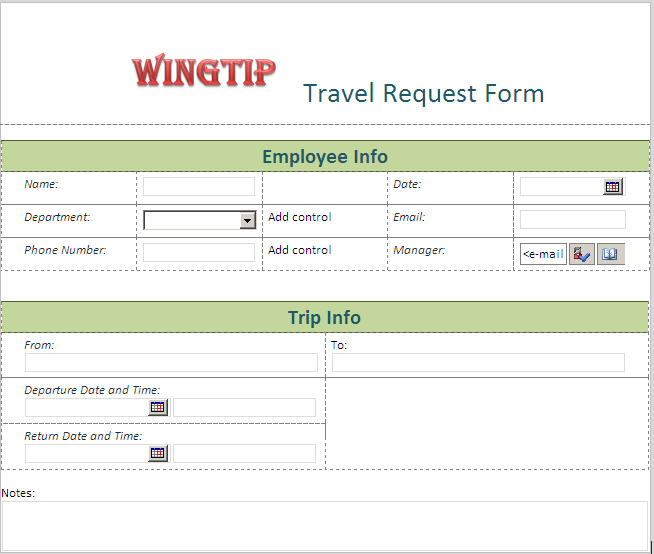 WINGTIP
Travel Request Form
Employee Info
Name:
Date:
Department:
Add control
Email:
Phone Number:
Add control
Manager:
<e-mail
Trip Info
From:
To:
Departure Date and Time:
Return Date and Time:
Notes: